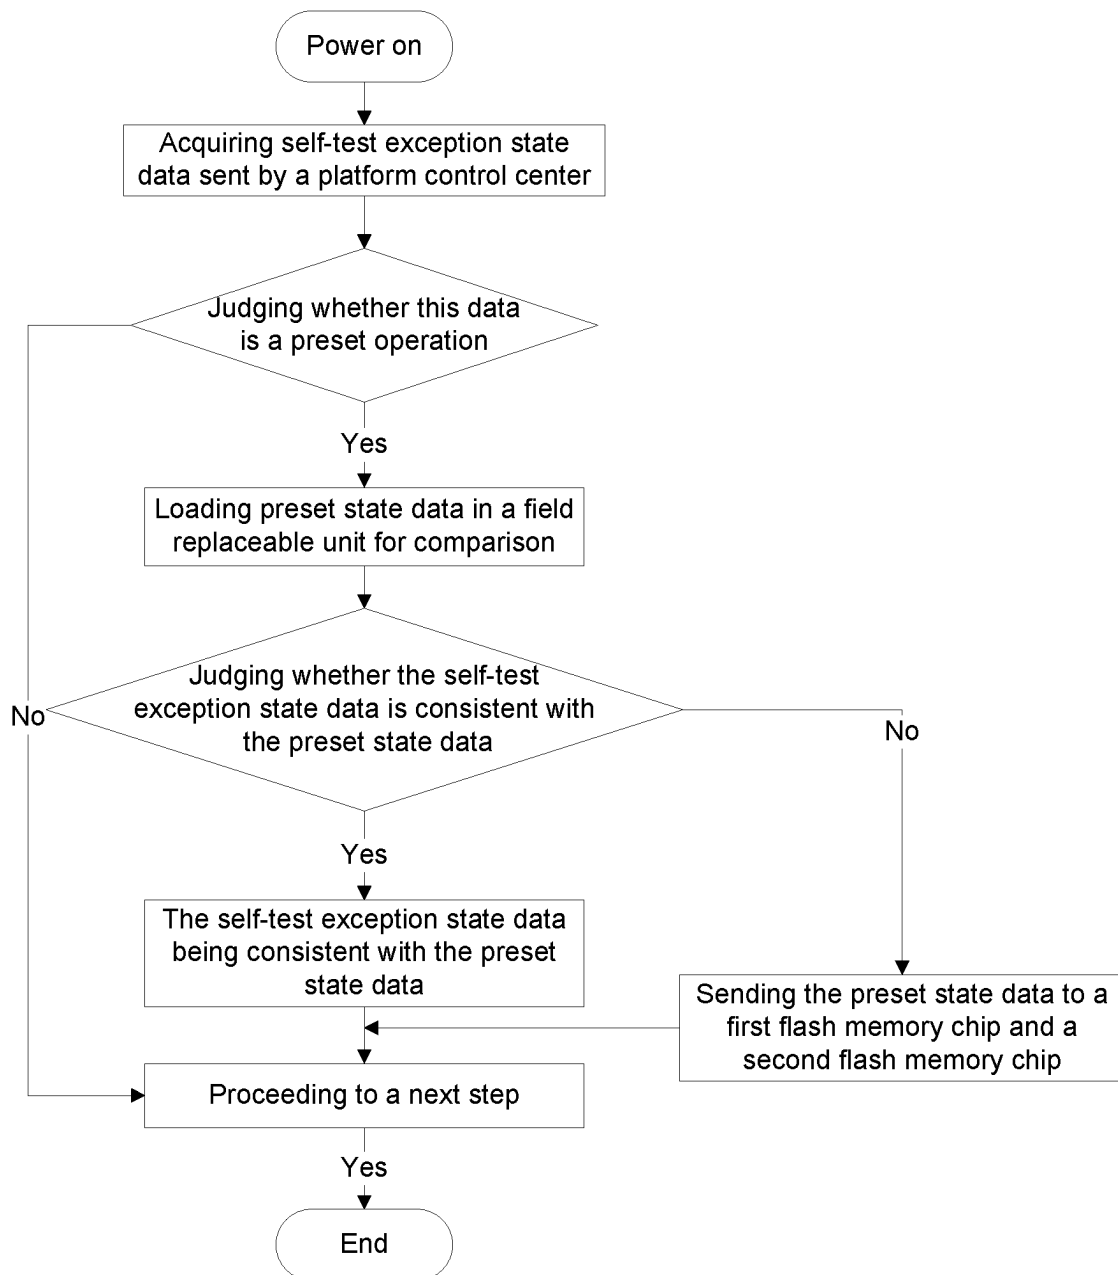 Power on
Acquiring self-test exception state
data sent by a platform control center
Judging whether this data
is a preset operation
Yes
Loading preset state data in a field
replaceable unit for comparison
Judging whether the self-test
exception state data is consistent with
the preset state data
No
No
Yes
The self-test exception state data
being consistent with the preset
state data
Sending the preset state data to a
first flash memory chip and a
second flash memory chip
Proceeding to a next step
Yes
End